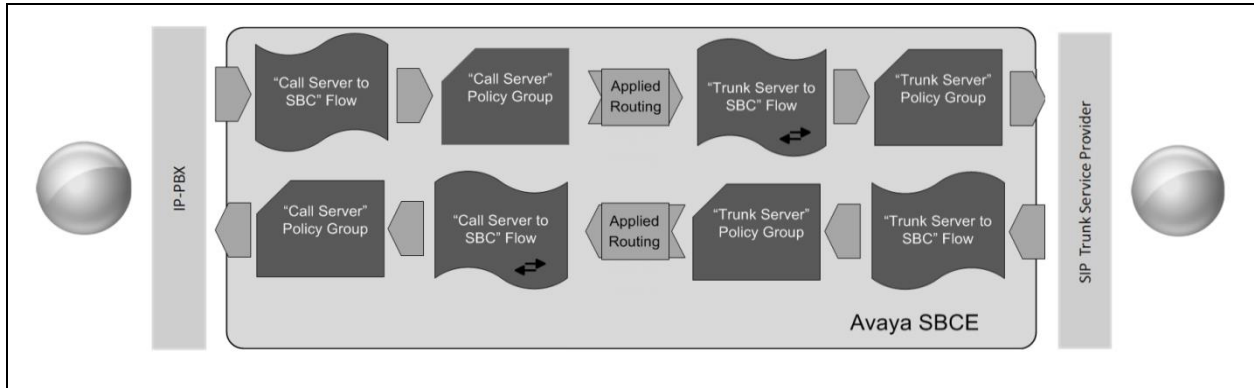 IP-PBX
“Call Server to
SBC” Flow
“Call Server”
Policy Group
Applied
Routing
“Trunk Server to
SBC” Flow
“Trunk Server”
Policy Group
“Call Server”
Policy Group
“Call Server to
SBC” Flow
Applied
Routing
“Trunk Server”
Policy Group
“Trunk Server to
SBC” Flow
SIP Trunk Service Provider
Avaya SBCE